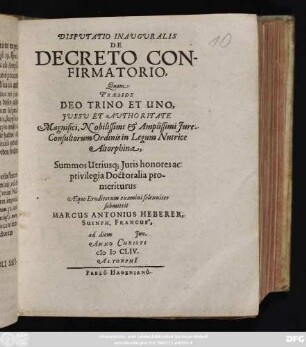 10
DISPUTATIO INAUGURALIS
DE
DECRETO CON-
FIRMATORIO,
Quam
PRÆSIDE
DEO TRINO ET UNO,
JUSSU ET AUTHORITATE
Magnifici, Nobilissimi & Amplissimi Jure-
Consultorum Ordinis in Legum Nutrice
Altorphina,
Summos Utriusq; Juris honores ac
privilegia Doctoralia pro-
meriturus
Æquo Eruditorum examini solenniter
submittit
MARCUS ANTONIUS HEBERER,
SUINF. FRANCUS,
ad diem Jun.
ANNO CHRISTI
cIɔ Iɔ CLIV.
ALTORPHI